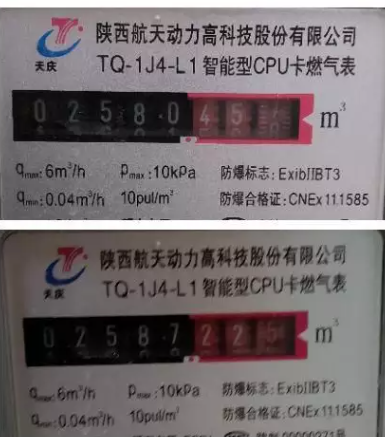 陕西航天动力高科技股份有限公司
天庆
TQ-1J4-L1智能型CPU卡燃气表
0 2 5 8 0 4 5 m³
qmax:6m³/h Pmax:10kPa 防爆标志:ExibIIBT3
qmin:0.04m³/h 10pul/m³ 防爆合格证:CNEx11.1585
陕西航天动力高科技股份有限公司
天庆
TQ-1J4-L1智能型CPU卡燃气表
0 2 5 8 7 2 2 m³
qmax:6m³/h Pmax:10kPa 防爆标志:ExibIIBT3
qmin:0.04m³/h 10pul/m³ 防爆合格证:CNEx11.1585